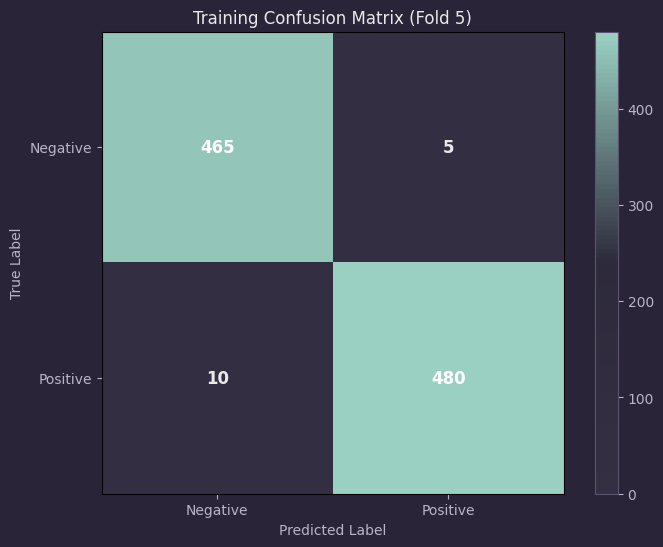 Training Confusion Matrix (Fold 5)
Negative
465
5
Positive
10
480
Negative
Positive
Predicted Label
True Label
400
300
200
100
0